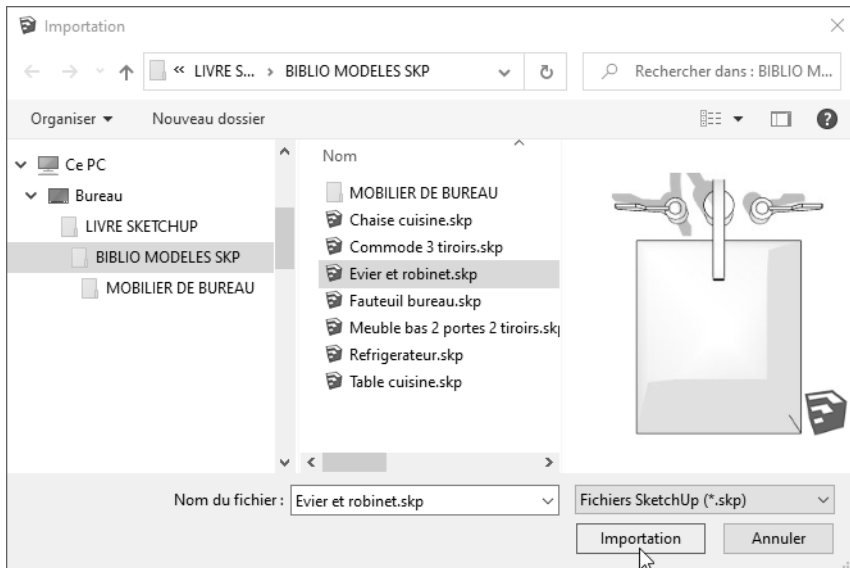 Importation
« LIVRE S... › BIBLIO MODELES SKP
Rechercher dans : BIBLIO M...
Organiser
Nouveau dossier
Ce PC
Bureau
LIVRE SKETCHUP
BIBLIO MODELES SKP
MOBILIER DE BUREAU
Nom
MOBILIER DE BUREAU
Chaise cuisine.skp
Commode 3 tiroirs.skp
Evier et robinet.skp
Fauteuil bureau.skp
Meuble bas 2 portes 2 tiroirs.sk
Refrigerateur.skp
Table cuisine.skp
Nom du fichier : Evier et robinet.skp
Fichiers SketchUp (*.skp)
Importation
Annuler